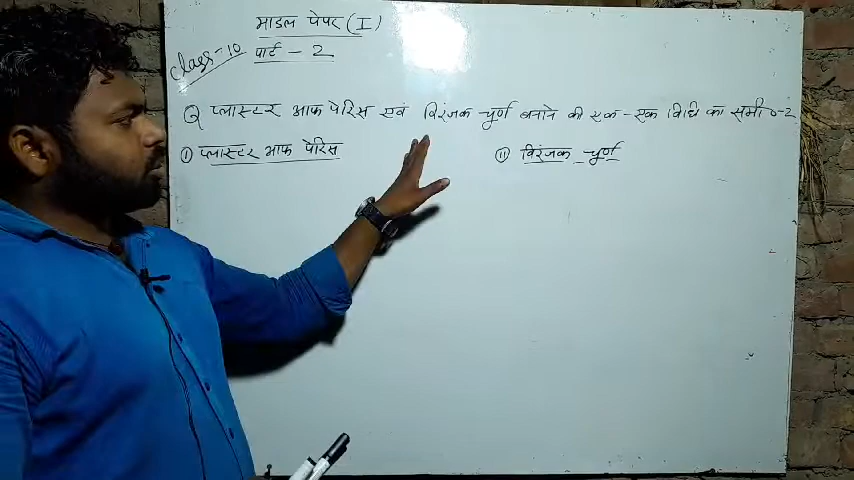 माडल पेपर (I)
Class-10 पार्ट - 2
Q प्लास्टर आफ पेरिस एवं विरंजक चूर्ण बनाने की एक-एक विधि का समी०-2
(I) प्लास्टर आफ पेरिस (II) विरंजक चूर्ण